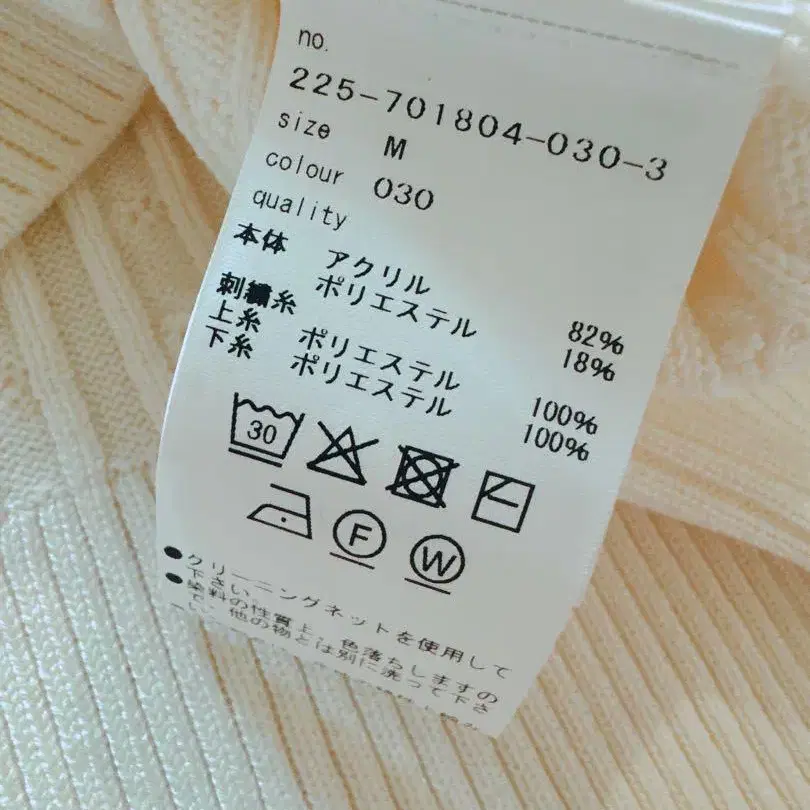 no.
225-701804-030-3
size M
colour 030
quality
本体 アクリル 82%
ポリエステル 18%
刺繍糸
上糸 ポリエステル 100%
下糸 ポリエステル 100%
30
F
W
●クリーニングネットを使用して
下さい。
●染料の性質上、色落ちしますの
で、他の物とは別に洗って下さ